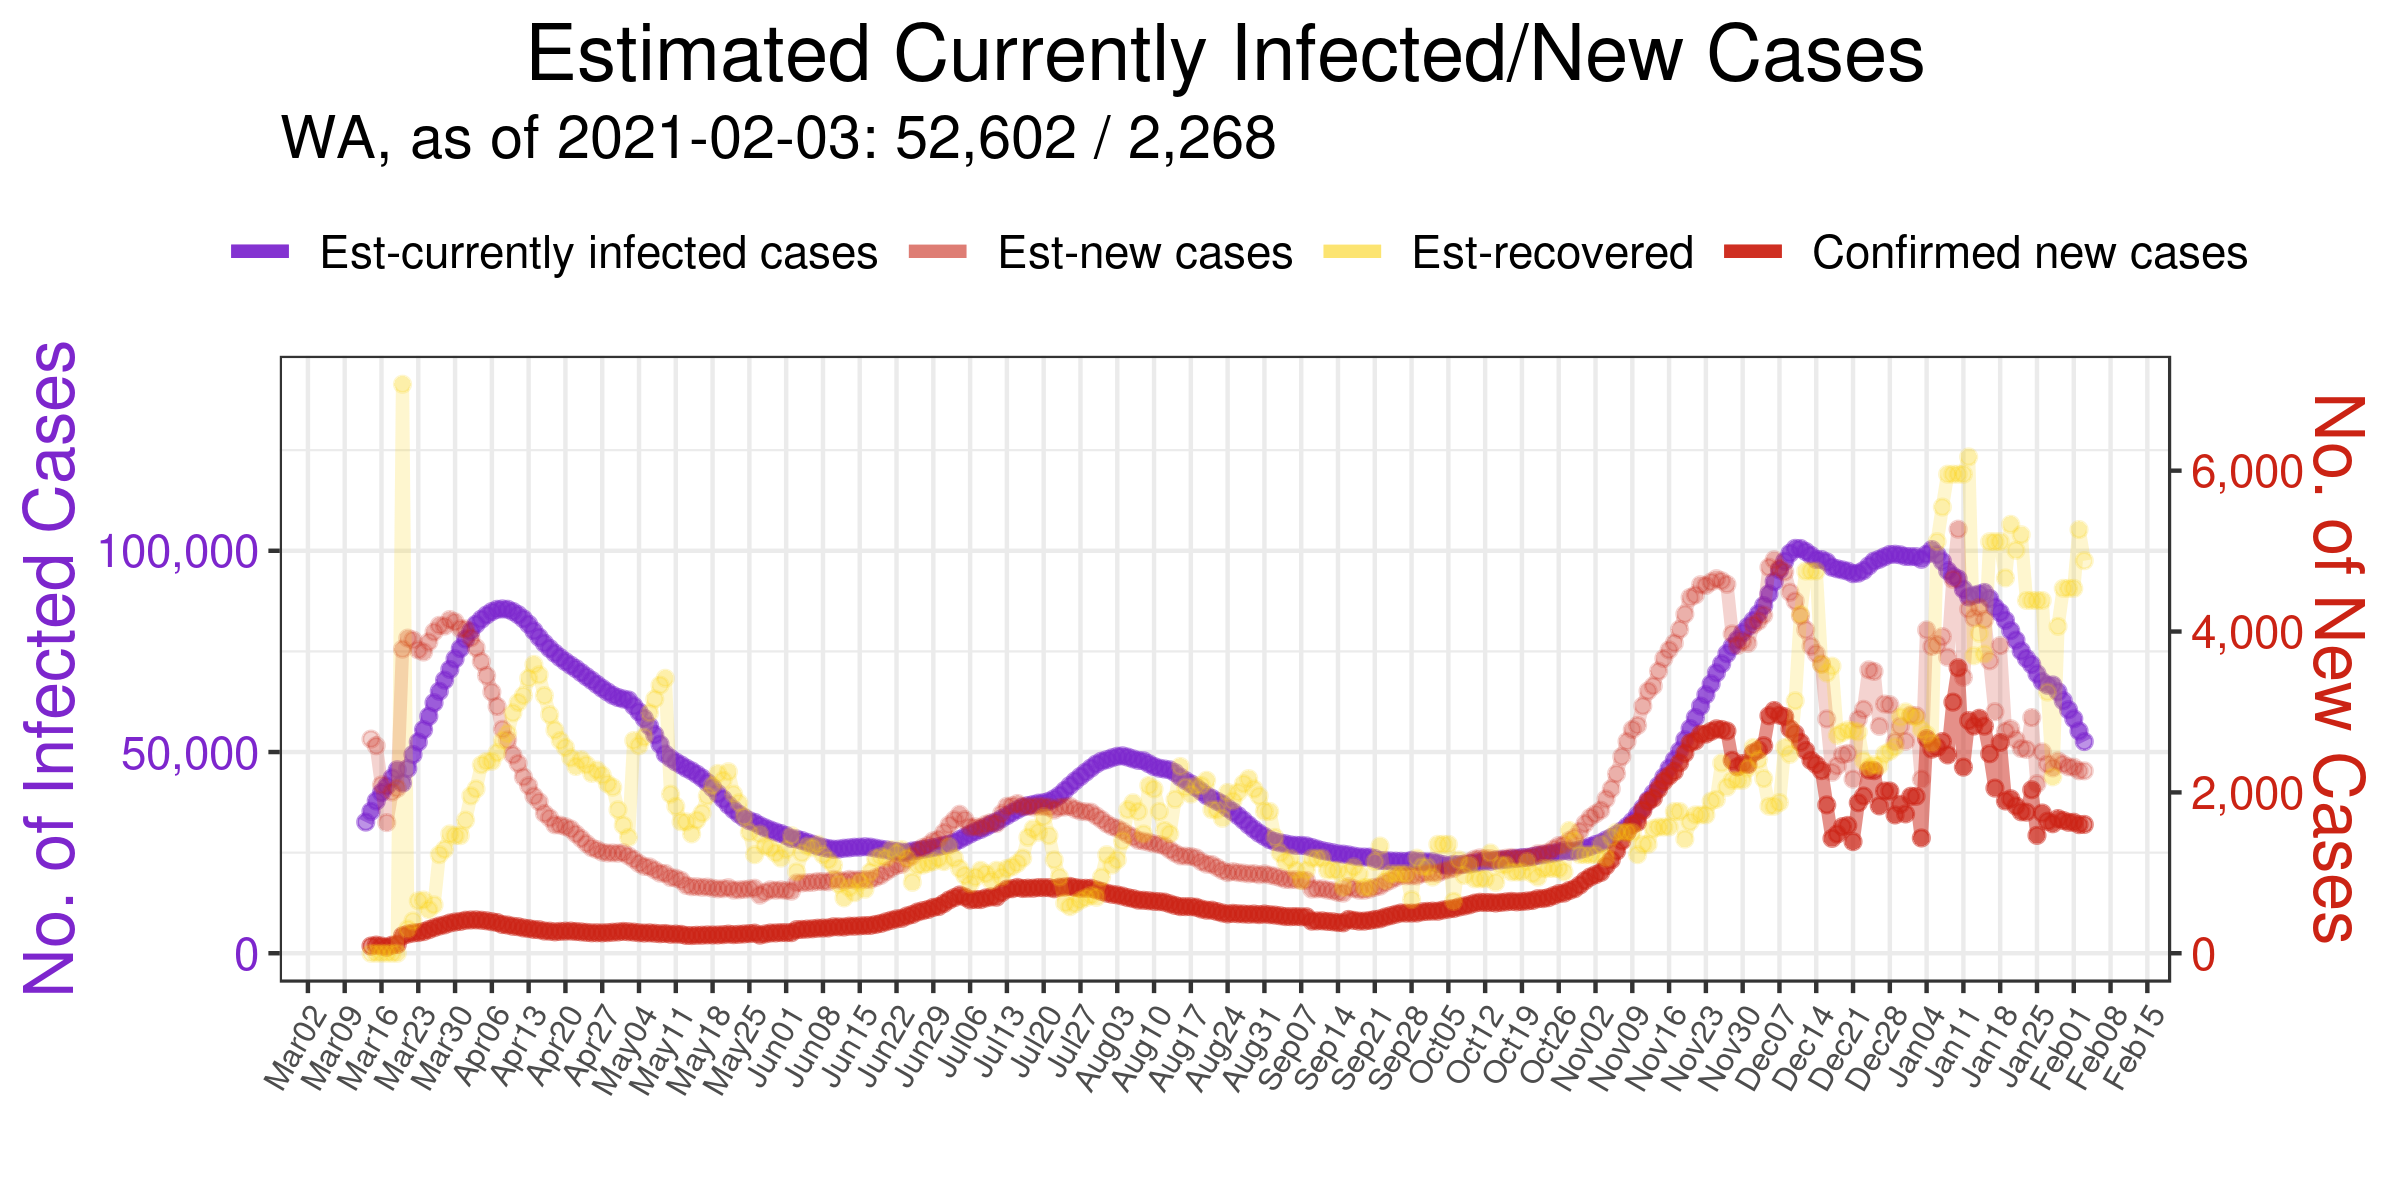 Estimated Currently Infected/New Cases
WA, as of 2021-02-03: 52,602 / 2,268
Est-currently infected cases Est-new cases Est-recovered Confirmed new cases
No. of Infected Cases
100,000
50,000
0
6,000
4,000
2,000
0
No. of New Cases
Mar02 Mar09 Mar16 Mar23 Mar30 Apr06 Apr13 Apr20 Apr27 May04 May11 May18 May25 Jun01 Jun08 Jun15 Jun22 Jun29 Jul06 Jul13 Jul20 Jul27 Aug03 Aug10 Aug17 Aug24 Aug31 Sep07 Sep14 Sep21 Sep28 Oct05 Oct12 Oct19 Oct26 Nov02 Nov09 Nov16 Nov23 Nov30 Dec07 Dec14 Dec21 Dec28 Jan04 Jan11 Jan18 Jan25 Feb01 Feb08 Feb15